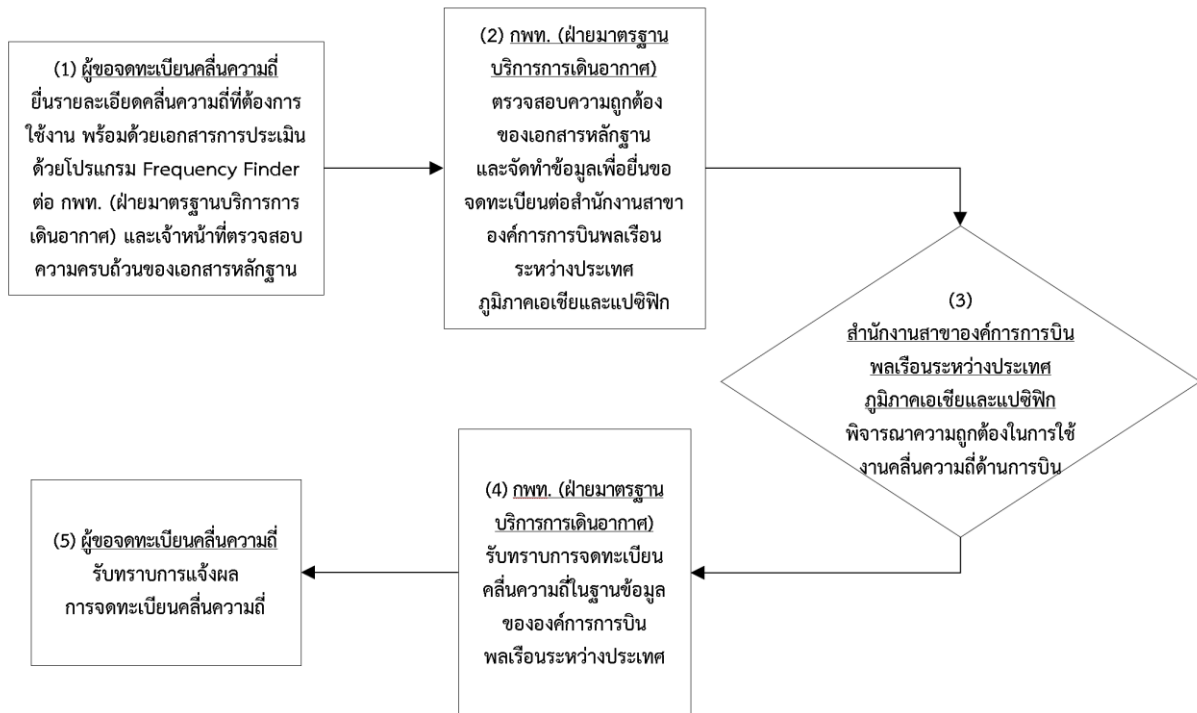 (1) ผู้ขอจดทะเบียนคลื่นความถี่
ยื่นรายละเอียดคลื่นความถี่ที่ต้องการ
ใช้งาน พร้อมด้วยเอกสารการประเมิน
ด้วยโปรแกรม Frequency Finder
ต่อ กพท. (ฝ่ายมาตรฐานบริการการ
เดินอากาศ) และเจ้าหน้าที่ตรวจสอบ
ความครบถ้วนของเอกสารหลักฐาน
(2) กพท. (ฝ่ายมาตรฐาน
บริการการเดินอากาศ)
ตรวจสอบความถูกต้อง
ของเอกสารหลักฐาน
และจัดทำข้อมูลเพื่อยื่นขอ
จดทะเบียนต่อสำนักงานสาขา
องค์การการบินพลเรือน
ระหว่างประเทศ
ภูมิภาคเอเชียและแปซิฟิก
(3)
สำนักงานสาขาองค์การการบิน
พลเรือนระหว่างประเทศ
ภูมิภาคเอเชียและแปซิฟิก
พิจารณาความถูกต้องในการใช้
งานคลื่นความถี่ด้านการบิน
(4) กพท. (ฝ่ายมาตรฐาน
บริการการเดินอากาศ)
รับทราบการจดทะเบียน
คลื่นความถี่ในฐานข้อมูล
ขององค์การการบิน
พลเรือนระหว่างประเทศ
(5) ผู้ขอจดทะเบียนคลื่นความถี่
รับทราบการแจ้งผล
การจดทะเบียนคลื่นความถี่